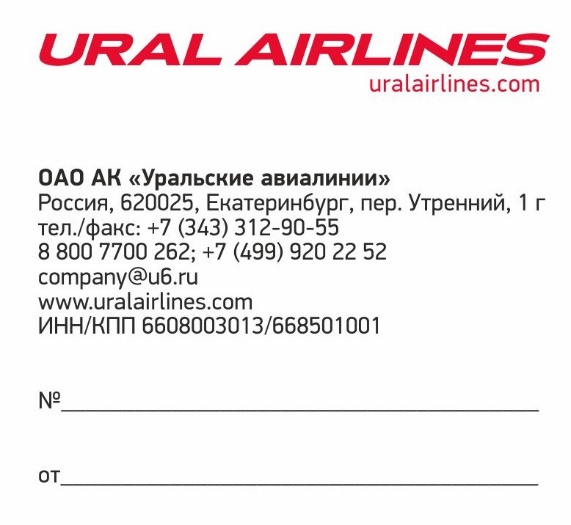 URAL AIRLINES
uralairlines.com
ОАО АК «Уральские авиалинии»
Россия, 620025, Екатеринбург, пер. Утренний, 1 г
тел./факс: +7 (343) 312-90-55
8 800 7700 262; +7 (499) 920 22 52
company@u6.ru
www.uralairlines.com
ИНН/КПП 6608003013/668501001
№
от